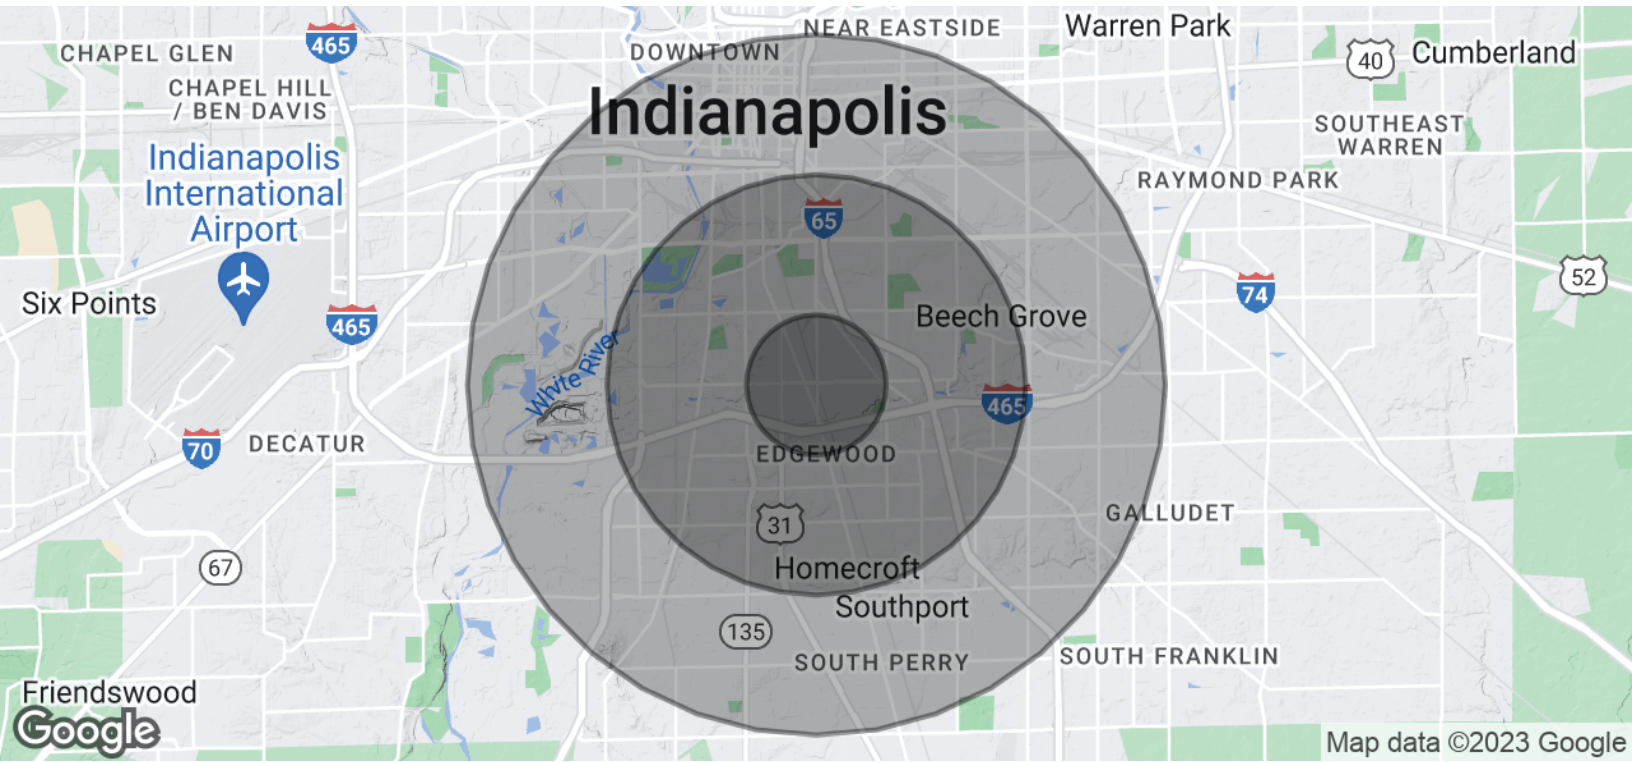 NEAR EASTSIDE
Warren Park
CHAPEL GLEN
465
DOWNTOWN
40
Cumberland
CHAPEL HILL
/ BEN DAVIS
Indianapolis
SOUTHEAST
WARREN
Indianapolis
International
Airport
RAYMOND PARK
65
52
Six Points
74
465
Beech Grove
White River
465
70
DECATUR
EDGEWOOD
31
GALLUDET
67
Homecroft
Southport
135
SOUTH PERRY
SOUTH FRANKLIN
Friendswood
Google
Map data ©2023 Google